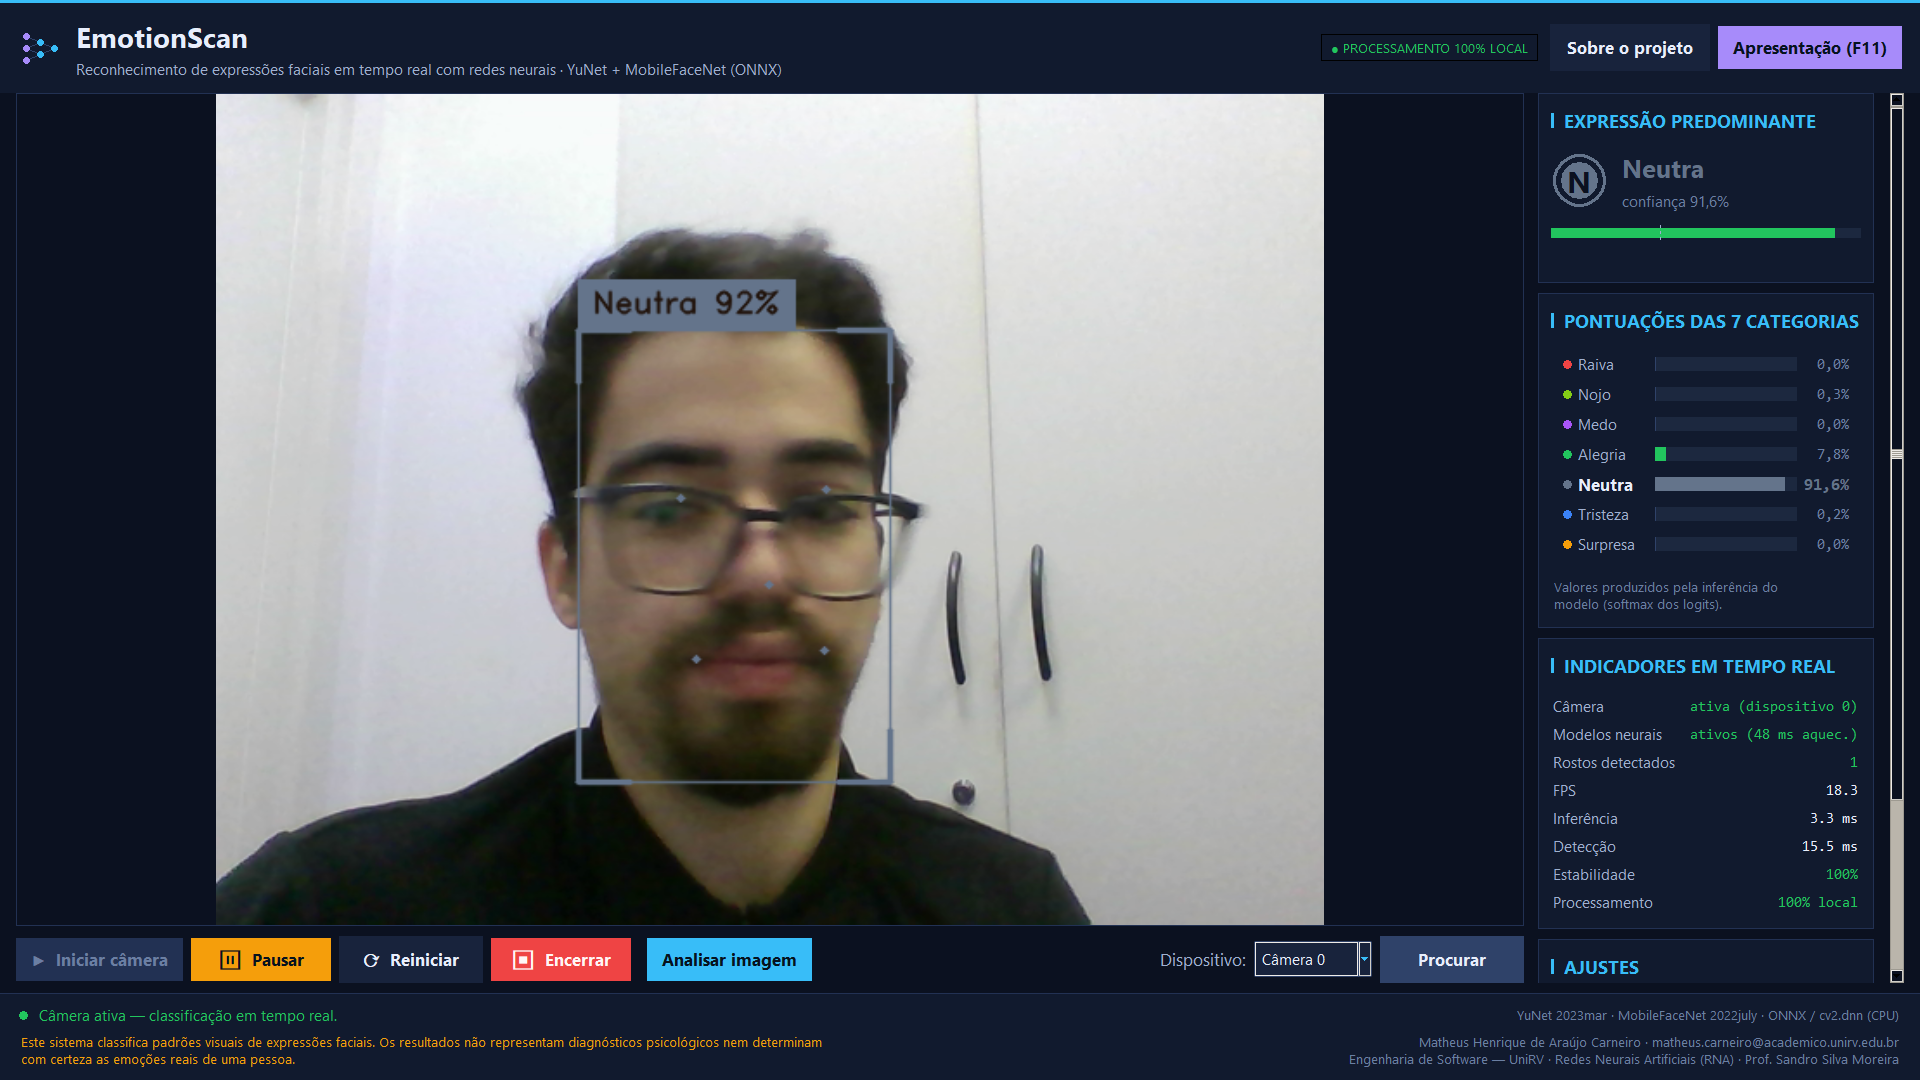 EmotionScan
Reconhecimento de expressões faciais em tempo real com redes neurais · YuNet + MobileFaceNet (ONNX)
● PROCESSAMENTO 100% LOCAL
Sobre o projeto
Apresentação (F11)
Neutra 92%
EXPRESSÃO PREDOMINANTE
N
Neutra
confiança 91,6%
PONTUAÇÕES DAS 7 CATEGORIAS
Raiva 0,0%
Nojo 0,3%
Medo 0,0%
Alegria 7,8%
Neutra 91,6%
Tristeza 0,2%
Surpresa 0,0%
Valores produzidos pela inferência do
modelo (softmax dos logits).
INDICADORES EM TEMPO REAL
Câmera ativa (dispositivo 0)
Modelos neurais ativos (48 ms aquec.)
Rostos detectados 1
FPS 18.3
Inferência 3.3 ms
Detecção 15.5 ms
Estabilidade 100%
Processamento 100% local
AJUSTES
Iniciar câmera
Pausar
Reiniciar
Encerrar
Analisar imagem
Dispositivo:
Câmera 0
Procurar
Câmera ativa — classificação em tempo real.
Este sistema classifica padrões visuais de expressões faciais. Os resultados não representam diagnósticos psicológicos nem determinam
com certeza as emoções reais de uma pessoa.
YuNet 2023mar · MobileFaceNet 2022july · ONNX / cv2.dnn (CPU)
Matheus Henrique de Araújo Carneiro · matheus.carneiro@academico.unirv.edu.br
Engenharia de Software — UniRV · Redes Neurais Artificiais (RNA) · Prof. Sandro Silva Moreira